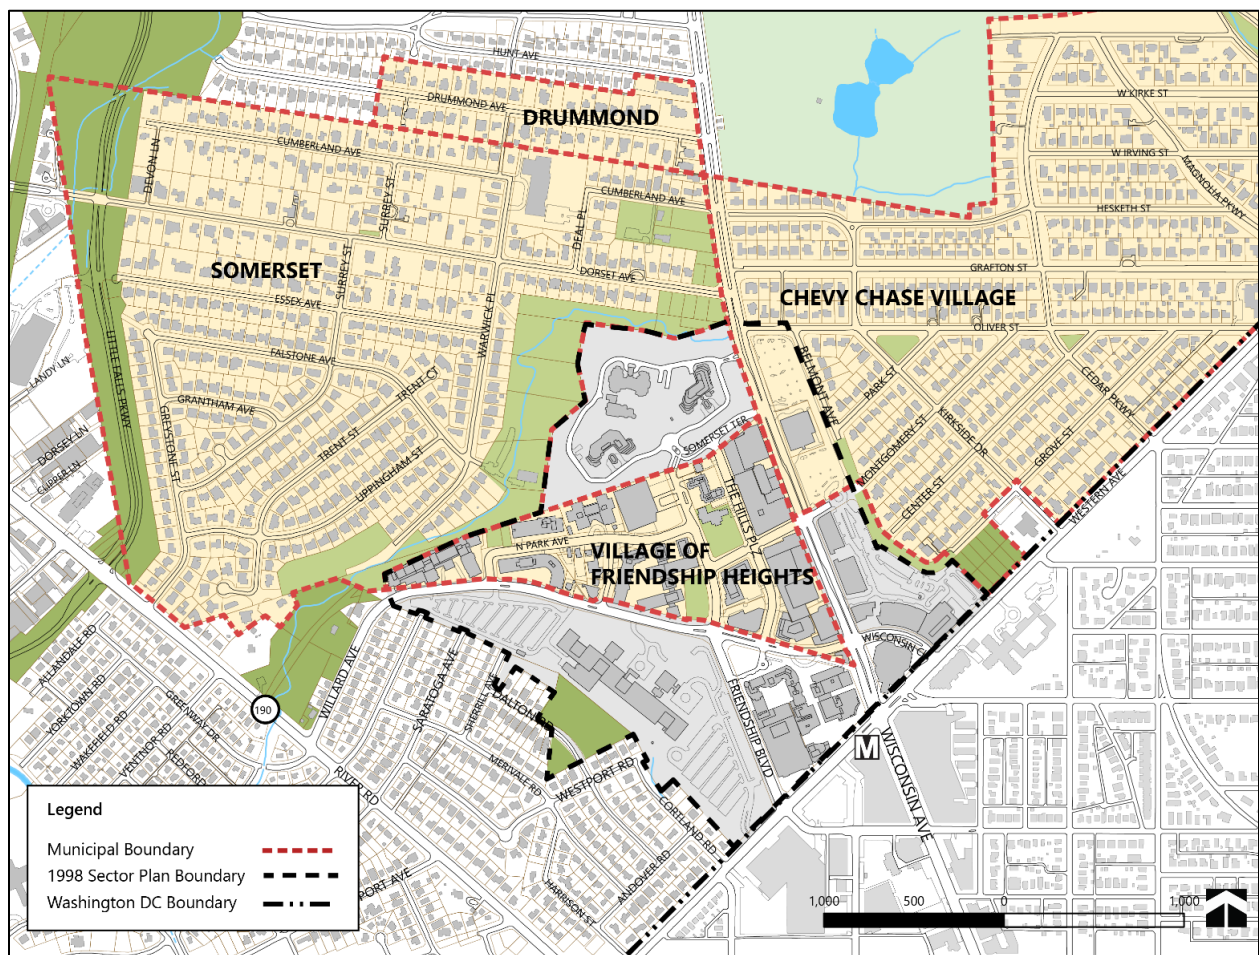 HUNT AVE
DRUMMOND AVE
DRUMMOND
W KIRKE ST
W IRVING ST
MAGNOLIA PKWY
HESKETH ST
DEVON LN
CUMBERLAND AVE
SURREY ST
CUMBERLAND AVE
DEAL PL
SOMERSET
SURREY ST
DORSET AVE
GRAFTON ST
ESSEX AVE
WARWICK PL
CHEVY CHASE VILLAGE
OLIVER ST
LITTLE FALLS PKWY
LANDY LN
FALSTONE AVE
TRENT CT
BELMONT AVE
PARK ST
CEDAR PKWY
GRANTHAM AVE
GREYSTONE ST
TRENT ST
UPPINGHAM ST
SOMERSET TER
MONTGOMERY ST
KIRKSIDE DR
GROVE ST
CENTER ST
WESTERN AVE
DORSEY LN
CLIPPER LN
THE HILLS PLZ
N PARK AVE
VILLAGE OF
FRIENDSHIP HEIGHTS
WISCONSIN CIR
ALLANDALE RD
YORKTOWN RD
WAKEFIELD RD
VENTNOR RD
REDFORD
GREENWAY DR
190
WILLARD AVE
SARATOGA AVE
SHERRILL AVE
DALTON RD
MERIVALE RD
WESTPORT RD
RIVER RD
FRIENDSHIP BLVD
M
WISCONSIN AVE
CORTLAND RD
ANDOVER RD
HARRISON ST
PORT AVE
Legend
Municipal Boundary
1998 Sector Plan Boundary
Washington DC Boundary
1,000 500 0 1,000